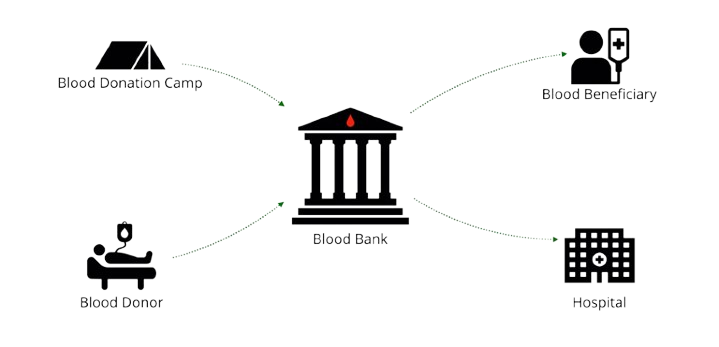 Blood Donation Camp
Blood Beneficiary
Blood Bank
Blood Donor
Hospital